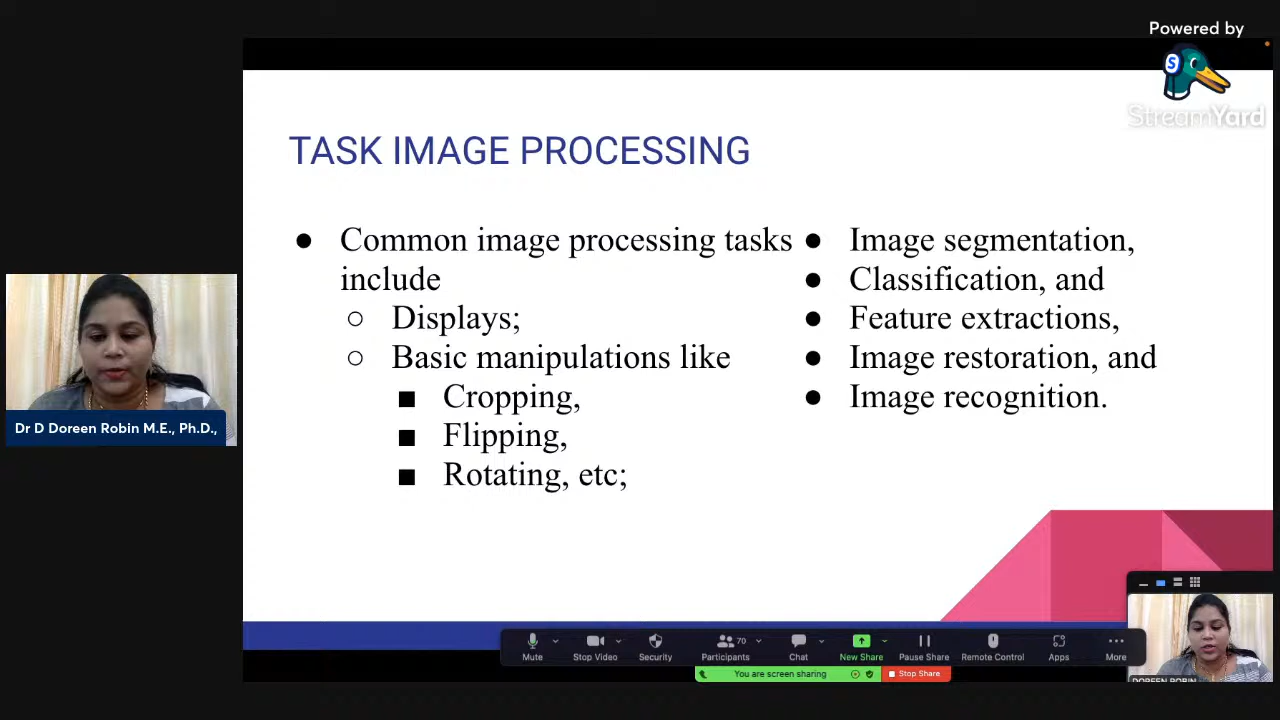 Powered by
StreamYard
TASK IMAGE PROCESSING
● Common image processing tasks
include
○ Displays;
○ Basic manipulations like
■ Cropping,
■ Flipping,
■ Rotating, etc;
● Image segmentation,
● Classification, and
● Feature extractions,
● Image restoration, and
● Image recognition.
Dr D Doreen Robin M.E., Ph.D.,
Mute
Stop Video
Security
70
Participants
Chat
New Share
Pause Share
Remote Control
Apps
More
You are screen sharing
Stop Share
DOREEN ROBIN